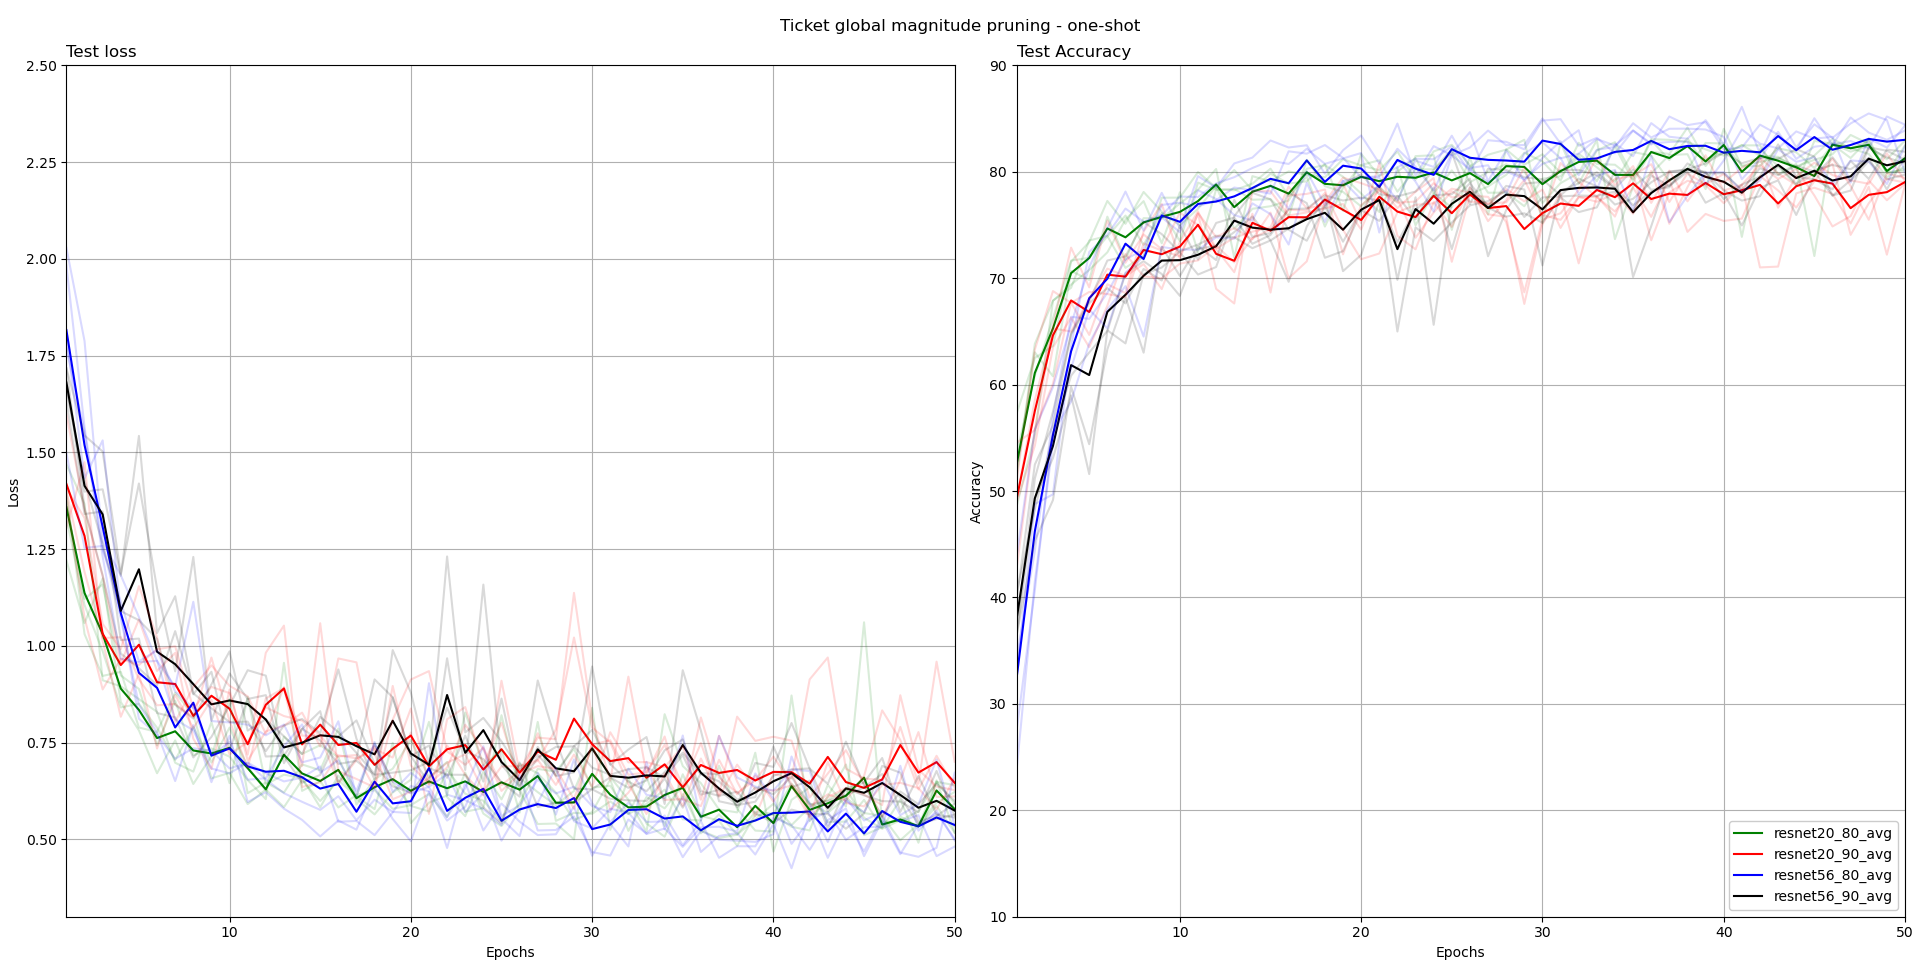 Ticket global magnitude pruning - one-shot
Test loss
2.50
2.25
2.00
1.75
1.50
1.25
1.00
0.75
0.50
Loss
10
20
30
40
50
Epochs
Test Accuracy
90
80
70
60
50
40
30
20
10
Accuracy
10
20
30
40
50
Epochs
resnet20_80_avg
resnet20_90_avg
resnet56_80_avg
resnet56_90_avg